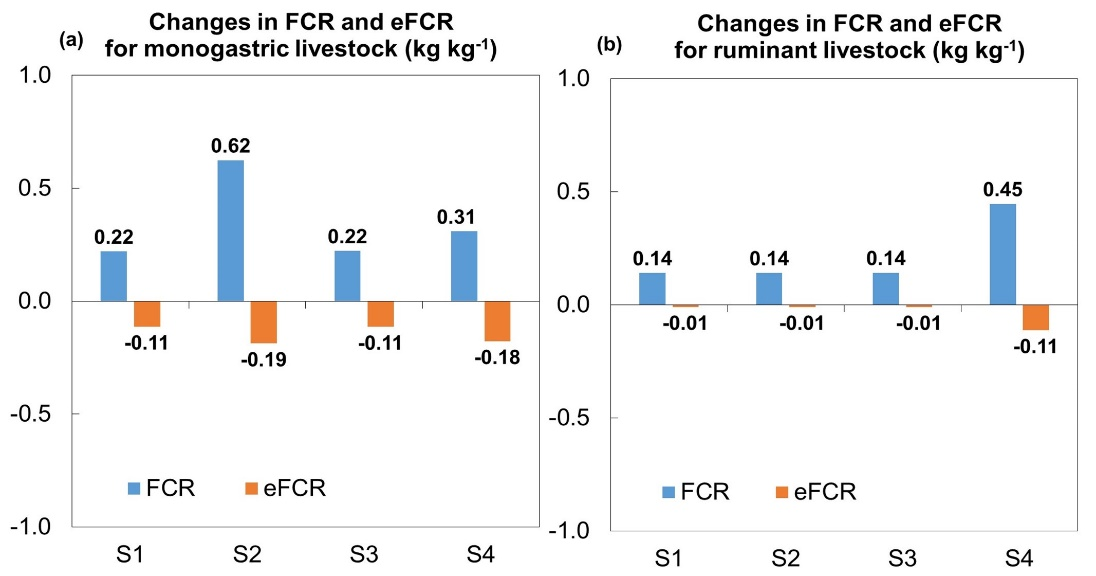 (a)
Changes in FCR and eFCR
for monogastric livestock (kg kg-1)
1.0
0.5
0.0
-0.5
-1.0
0.22
0.62
0.22
0.31
-0.11
-0.19
-0.11
-0.18
FCR
eFCR
S1
S2
S3
S4
(b)
Changes in FCR and eFCR
for ruminant livestock (kg kg-1)
1.0
0.5
0.0
-0.5
-1.0
0.14
0.14
0.14
0.45
-0.01
-0.01
-0.01
-0.11
FCR
eFCR
S1
S2
S3
S4